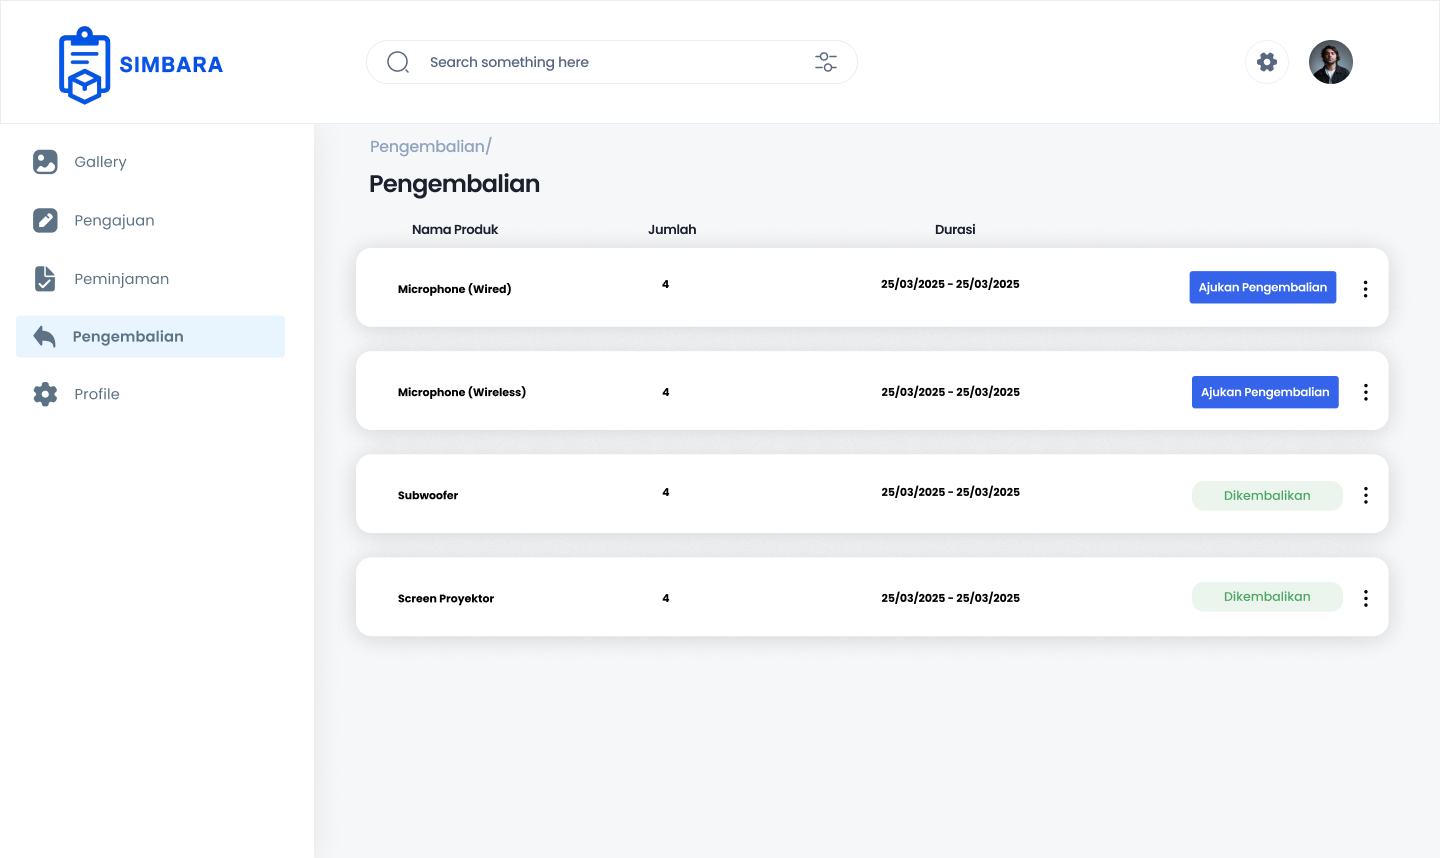 SIMBARA
Search something here
Gallery
Pengajuan
Peminjaman
Pengembalian
Profile
Pengembalian/
Pengembalian
Nama Produk Jumlah Durasi
Microphone (Wired) 4 25/03/2025 - 25/03/2025 Ajukan Pengembalian
Microphone (Wireless) 4 25/03/2025 - 25/03/2025 Ajukan Pengembalian
Subwoofer 4 25/03/2025 - 25/03/2025 Dikembalikan
Screen Proyektor 4 25/03/2025 - 25/03/2025 Dikembalikan